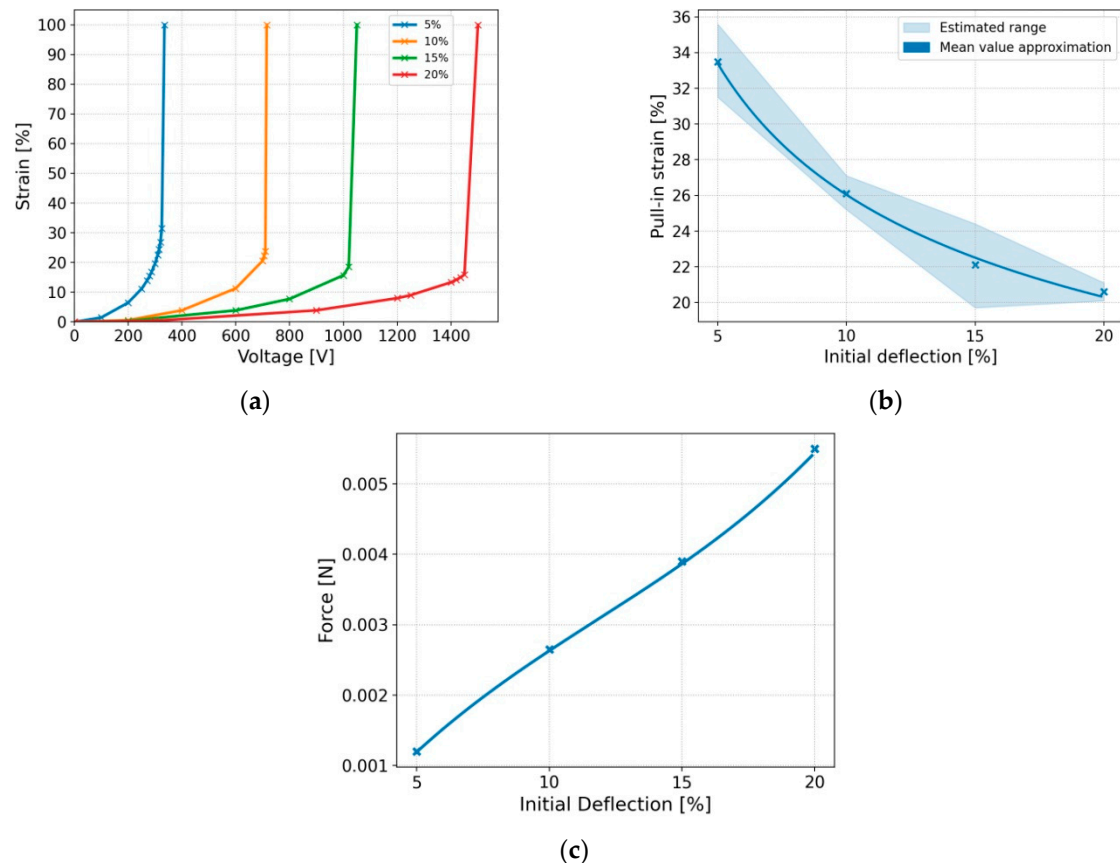 100
90
80
70
60
50
40
30
20
10
0
Strain [%]
5%
10%
15%
20%
0 200 400 600 800 1000 1200 1400
Voltage [V]
(a)
36
34
32
30
28
26
24
22
20
Pull-in strain [%]
Estimated range
Mean value approximation
5 10 15 20
Initial deflection [%]
(b)
0.005
0.004
0.003
0.002
0.001
Force [N]
5 10 15 20
Initial Deflection [%]
(c)